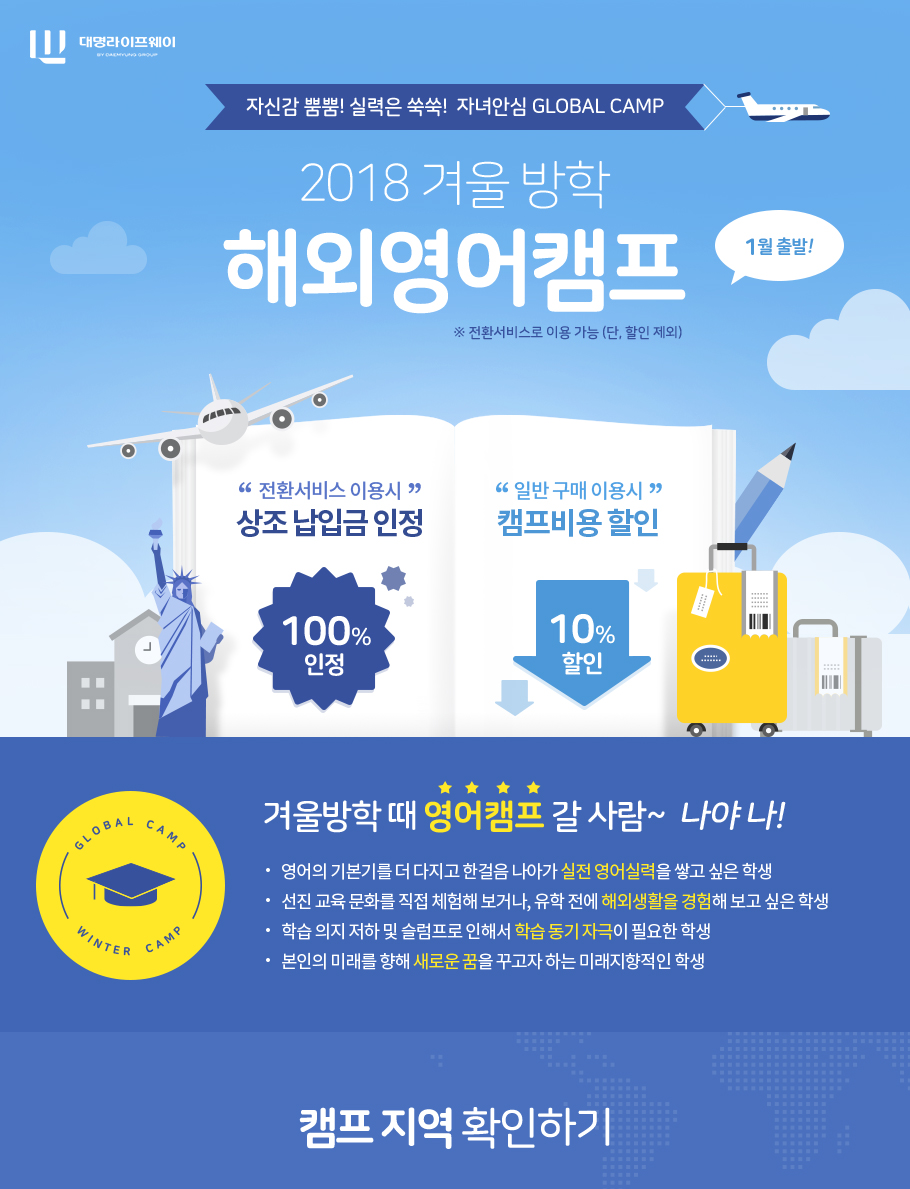 대명라이프웨이
BY DAEMYUNG GROUP
자신감 뿜뿜! 실력은 쑥쑥! 자녀안심 GLOBAL CAMP
2018 겨울 방학
해외영어캠프
1월 출발!
※ 전환서비스로 이용 가능 (단, 할인 제외)
“ 전환서비스 이용시 ”
상조 납입금 인정
100%
인정
“ 일반 구매 이용시 ”
캠프비용 할인
10%
할인
GLOBAL CAMP
WINTER CAMP
겨울방학 때 영어캠프 갈 사람~ 나야 나!
• 영어의 기본기를 더 다지고 한걸음 나아가 실전 영어실력을 쌓고 싶은 학생
• 선진 교육 문화를 직접 체험해 보거나, 유학 전에 해외생활을 경험해 보고 싶은 학생
• 학습 의지 저하 및 슬럼프로 인해서 학습 동기 자극이 필요한 학생
• 본인의 미래를 향해 새로운 꿈을 꾸고자 하는 미래지향적인 학생
캠프 지역 확인하기